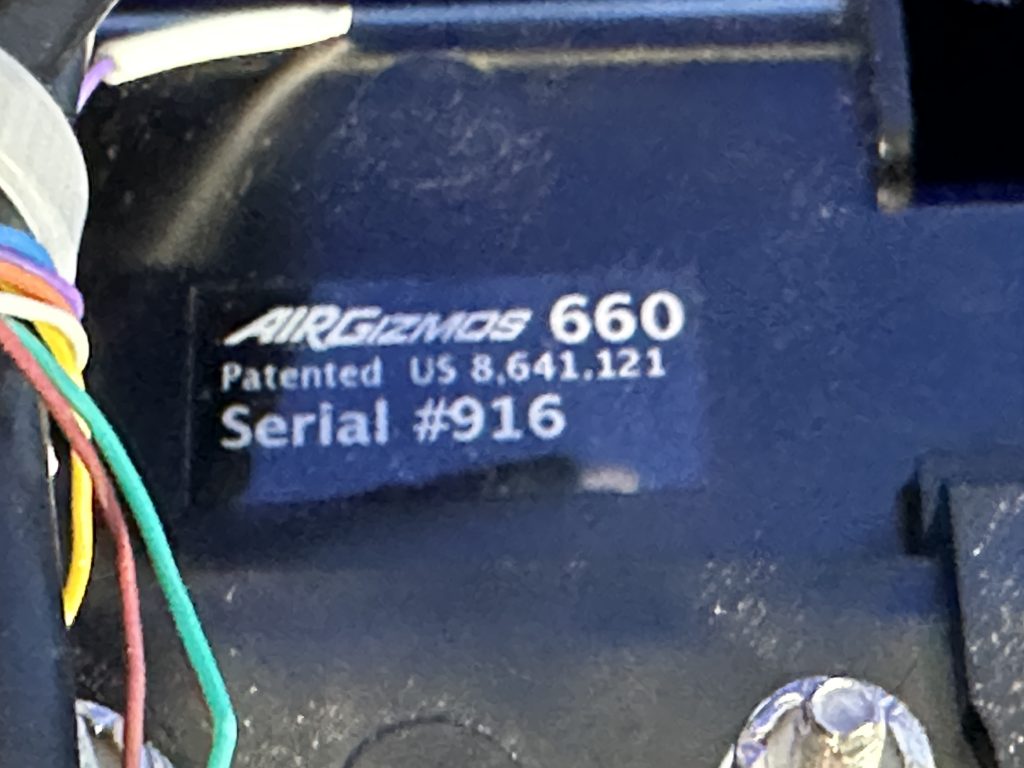 AIRGIZMOS 660
Patented US 8,641,121
Serial #916